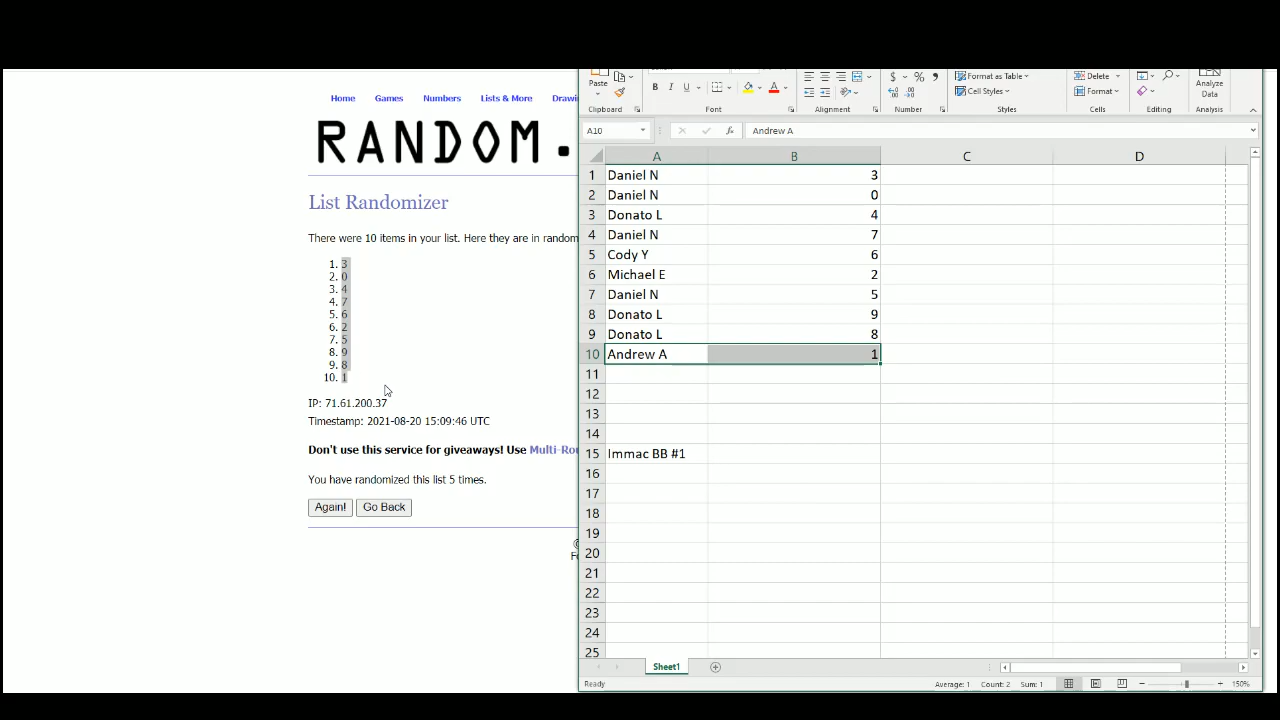 Home Games Numbers Lists & More Drawi
RANDOM.
List Randomizer
There were 10 items in your list. Here they are in random
1. 3
2. 0
3. 4
4. 7
5. 6
6. 2
7. 5
8. 9
9. 8
10. 1
IP: 71.61.200.37
Timestamp: 2021-08-20 15:09:46 UTC
Don't use this service for giveaways! Use Multi-Rou
You have randomized this list 5 times.
Again! Go Back
Paste
B I U
A
$ % 9
Format as Table
Cell Styles
Delete
Format
Analyze
Data
Clipboard Font Alignment Number Styles Cells Editing Analysis
A10 fx Andrew A
A B C D
1 Daniel N 3
2 Daniel N 0
3 Donato L 4
4 Daniel N 7
5 Cody Y 6
6 Michael E 2
7 Daniel N 5
8 Donato L 9
9 Donato L 8
10 Andrew A 1
11
12
13
14
15 Immac BB #1
16
17
18
19
20
21
22
23
24
25
Sheet1
Ready Average: 1 Count: 2 Sum: 1 150%